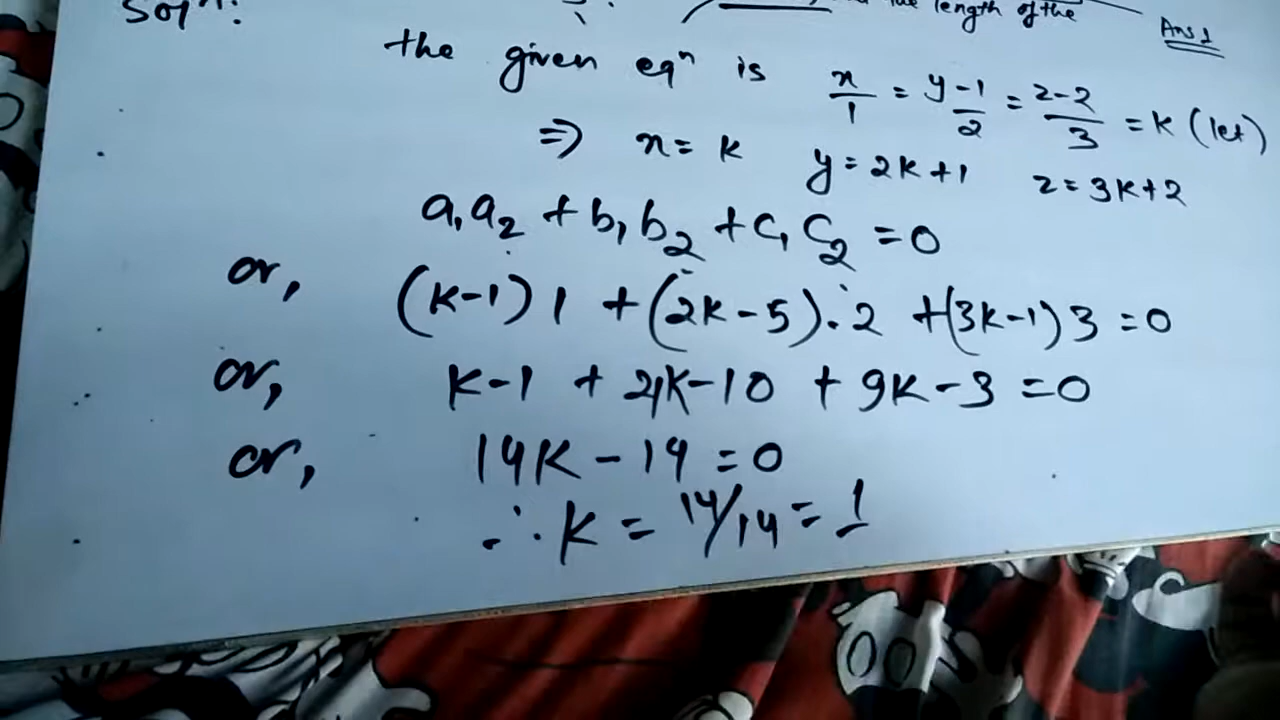 Solⁿ: length of the Ans 1
the given eqⁿ is x/1 = y-1/2 = z-2/3 = K (let)
⇒ x = k y = 2k+1 z = 3k+2
a₁a₂ + b₁b₂ + c₁c₂ = 0
or, (k-1)1 + (2k-5).2 + (3k-1)3 = 0
or, k-1 + 4k-10 + 9k-3 = 0
or, 14k - 14 = 0
∴ k = 14/14 = 1